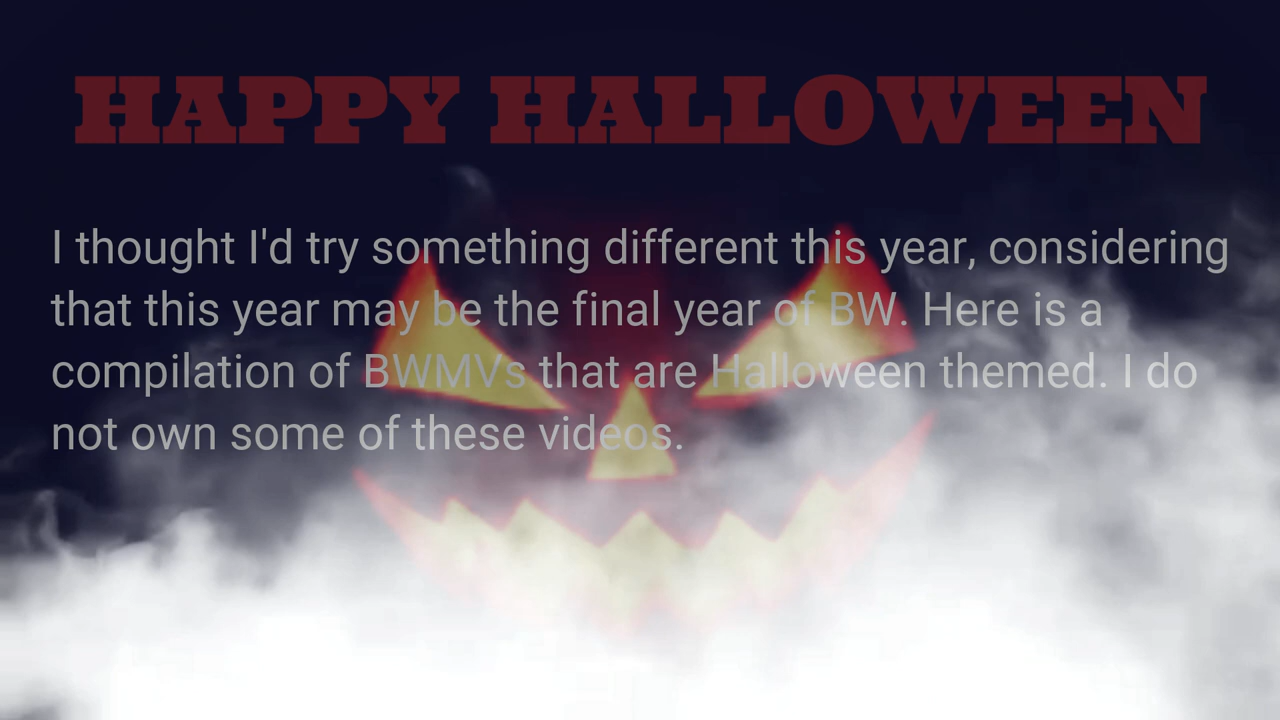 HAPPY HALLOWEEN
I thought I'd try something different this year, considering
that this year may be the final year of BW. Here is a
compilation of BWMVs that are Halloween themed. I do
not own some of these videos.